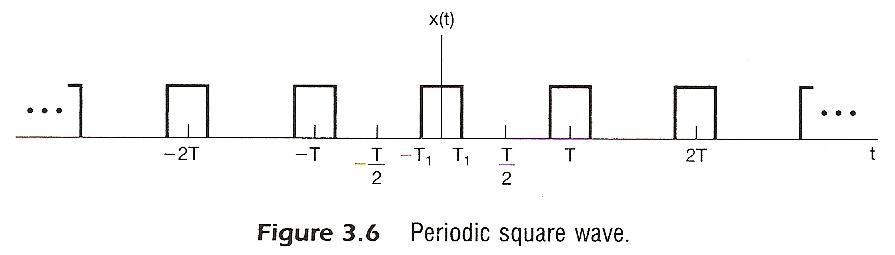 x(t)
−2T −T −T/2 −T₁ T₁ T/2 T 2T t
Figure 3.6 Periodic square wave.